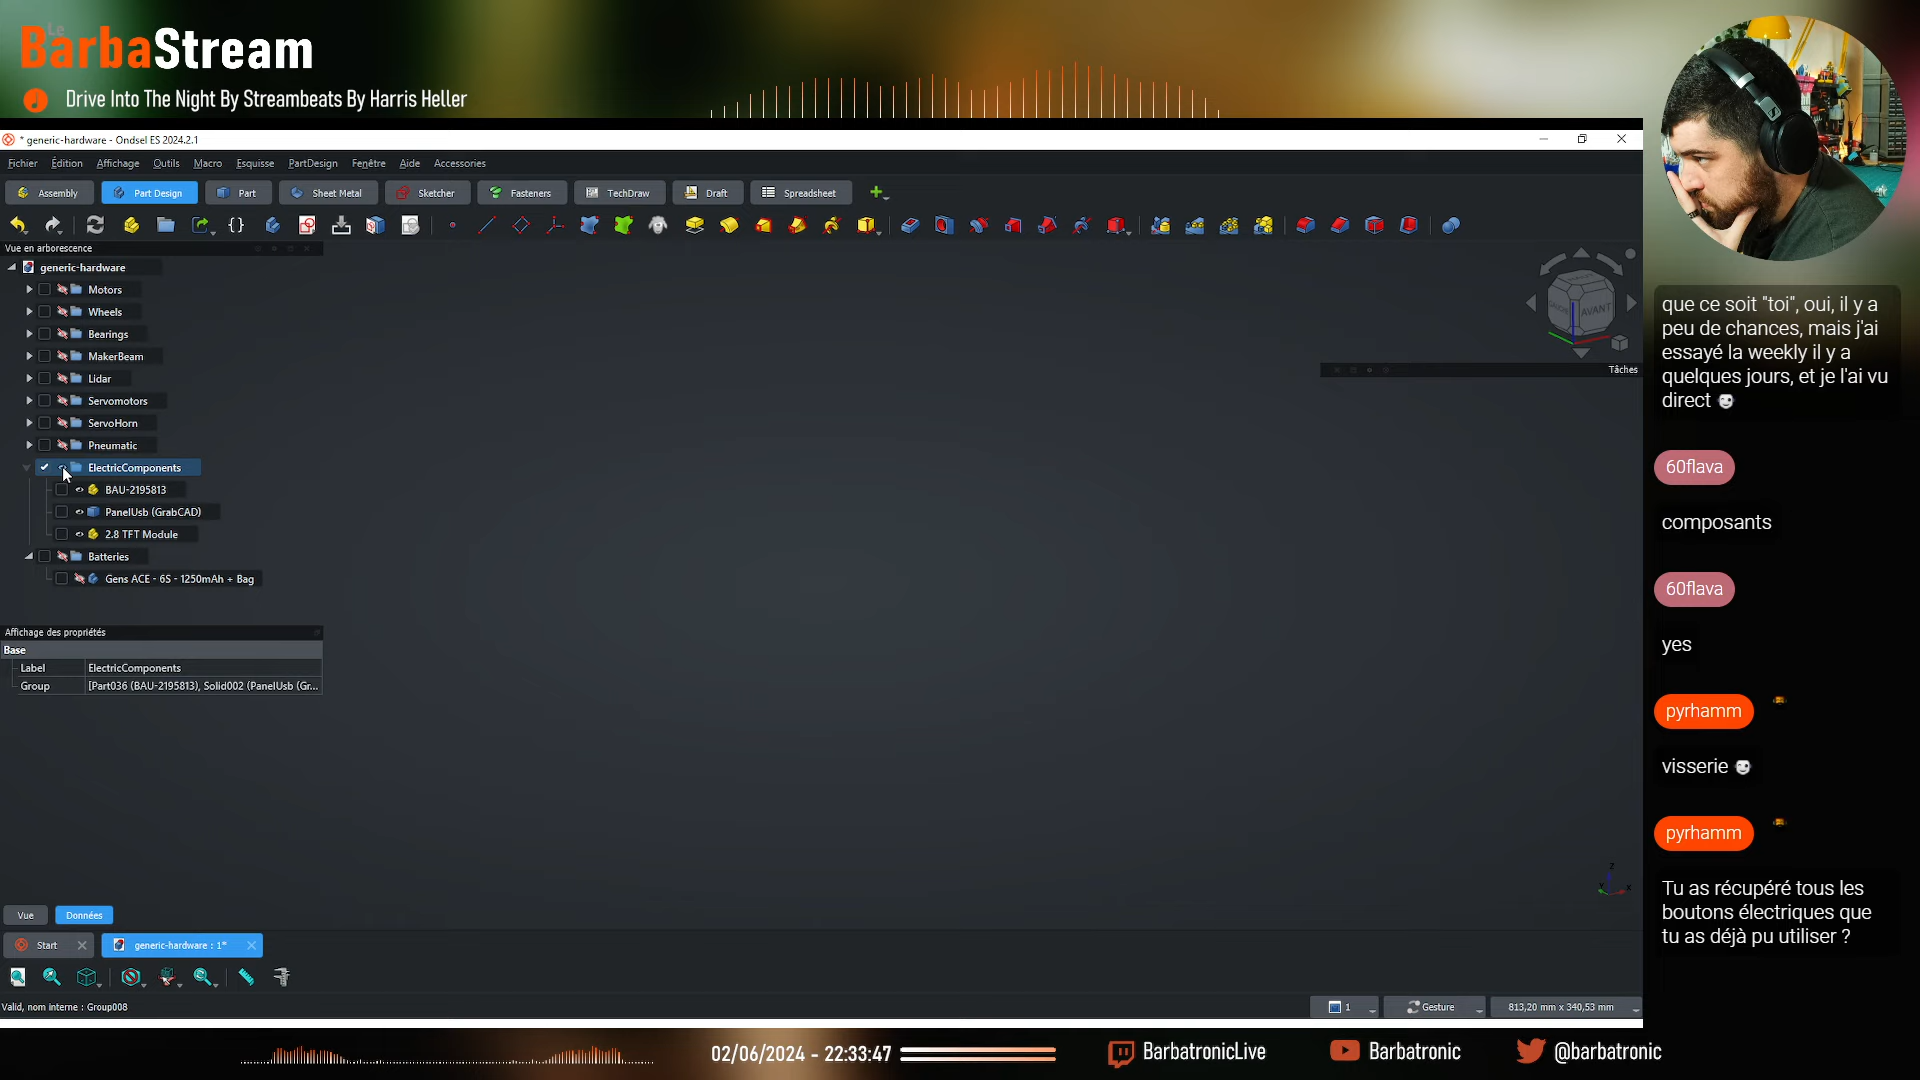 Le
BarbaStream
Drive Into The Night By Streambeats By Harris Heller
* generic-hardware - Ondsel ES 2024.2.1
Fichier Édition Affichage Outils Macro Esquisse PartDesign Fenêtre Aide Accessories
Assembly Part Design Part Sheet Metal Sketcher Fasteners TechDraw Draft Spreadsheet
Vue en arborescence
generic-hardware
Motors
Wheels
Bearings
MakerBeam
Lidar
Servomotors
ServoHorn
Pneumatic
ElectricComponents
BAU-2195813
PanelUsb (GrabCAD)
2.8 TFT Module
Batteries
Gens ACE - 6S - 1250mAh + Bag
Affichage des propriétés
Base
Label ElectricComponents
Group [Part036 (BAU-2195813), Solid002 (PanelUsb (Gr...
AVANT
Tâches
Z
Y X
Vue Données
Start generic-hardware : 1*
Valid, nom interne : Group008
1 Gesture 813,20 mm x 340,53 mm
que ce soit "toi", oui, il y a
peu de chances, mais j'ai
essayé la weekly il y a
quelques jours, et je l'ai vu
direct
60flava
composants
60flava
yes
pyrhamm
visserie
pyrhamm
Tu as récupéré tous les
boutons électriques que
tu as déjà pu utiliser ?
02/06/2024 - 22:33:47 BarbatronicLive Barbatronic @barbatronic